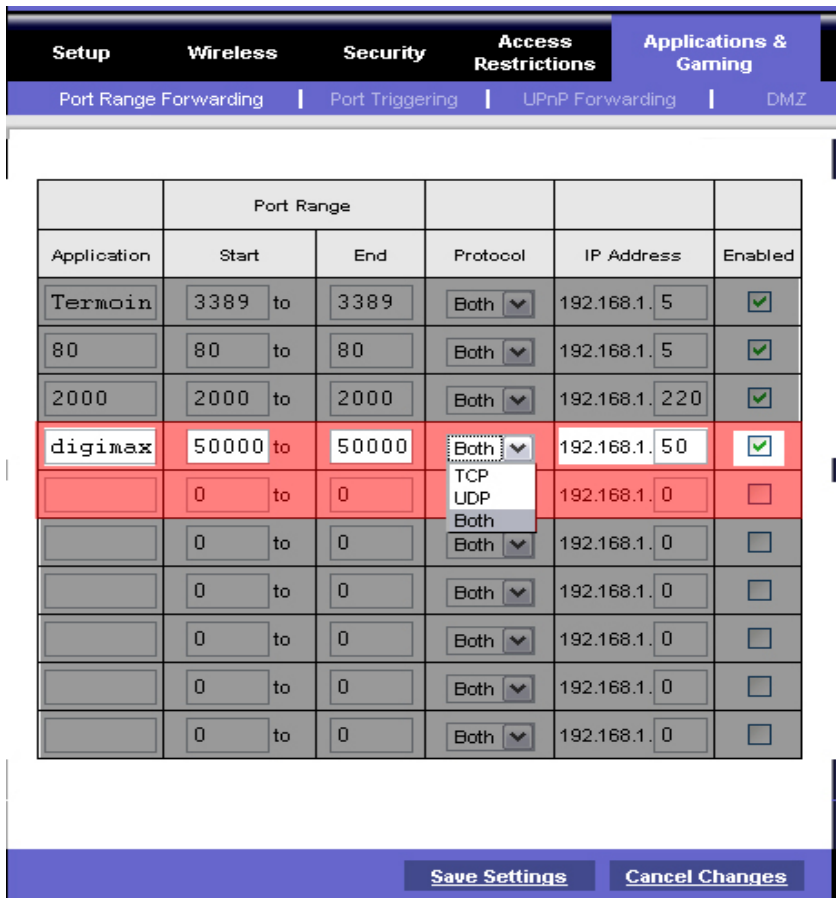 Setup Wireless Security Access Restrictions Applications & Gaming
Port Range Forwarding | Port Triggering | UPnP Forwarding | DMZ
Port Range
Application Start End Protocol IP Address Enabled
Termoin 3389 to 3389 Both 192.168.1. 5
80 80 to 80 Both 192.168.1. 5
2000 2000 to 2000 Both 192.168.1. 220
digimax 50000 to 50000 Both 192.168.1. 50
TCP
UDP
Both
0 to 0 192.168.1. 0
0 to 0 Both 192.168.1. 0
0 to 0 Both 192.168.1. 0
0 to 0 Both 192.168.1. 0
0 to 0 Both 192.168.1. 0
0 to 0 Both 192.168.1. 0
Save Settings Cancel Changes